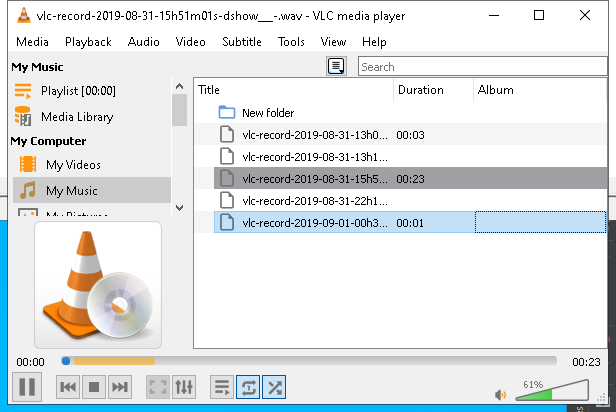 vlc-record-2019-08-31-15h51m01s-dshow__-.wav - VLC media player
Media Playback Audio Video Subtitle Tools View Help
My Music
Search
Playlist [00:00]
Media Library
My Computer
My Videos
My Music
My Pictures
Title Duration Album
New folder
vlc-record-2019-08-31-13h0... 00:03
vlc-record-2019-08-31-13h1...
vlc-record-2019-08-31-15h5... 00:23
vlc-record-2019-08-31-22h1...
vlc-record-2019-09-01-00h3... 00:01
00:00 00:23
61%